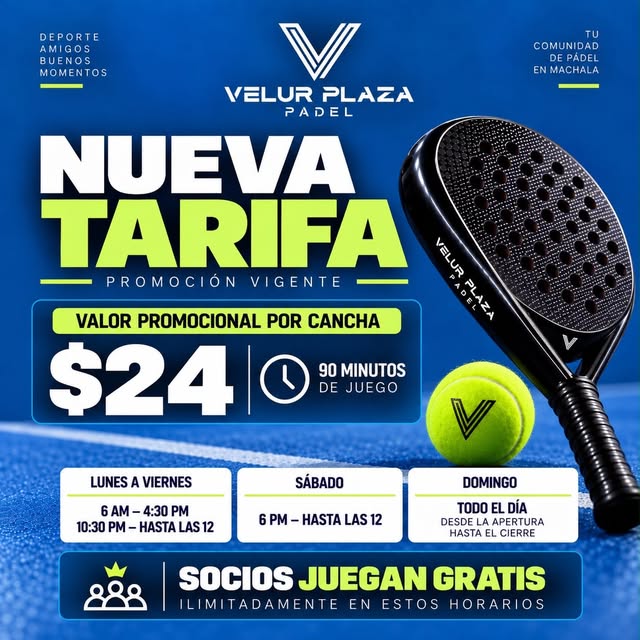 DEPORTE
AMIGOS
BUENOS
MOMENTOS
VELUR PLAZA
PADEL
TU
COMUNIDAD
DE PÁDEL
EN MACHALA
NUEVA
TARIFA
PROMOCIÓN VIGENTE
VALOR PROMOCIONAL POR CANCHA
$24
90 MINUTOS
DE JUEGO
VELUR PLAZA
PADEL
LUNES A VIERNES
6 AM – 4:30 PM
10:30 PM – HASTA LAS 12
SÁBADO
6 PM – HASTA LAS 12
DOMINGO
TODO EL DÍA
DESDE LA APERTURA
HASTA EL CIERRE
SOCIOS JUEGAN GRATIS
ILIMITADAMENTE EN ESTOS HORARIOS